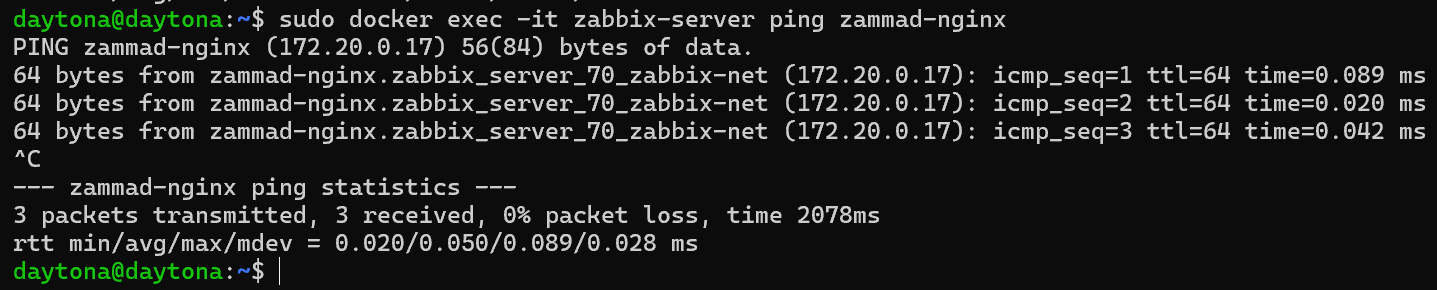 daytona@daytona:~$ sudo docker exec -it zabbix-server ping zammad-nginx
PING zammad-nginx (172.20.0.17) 56(84) bytes of data.
64 bytes from zammad-nginx.zabbix_server_70_zabbix-net (172.20.0.17): icmp_seq=1 ttl=64 time=0.089 ms
64 bytes from zammad-nginx.zabbix_server_70_zabbix-net (172.20.0.17): icmp_seq=2 ttl=64 time=0.020 ms
64 bytes from zammad-nginx.zabbix_server_70_zabbix-net (172.20.0.17): icmp_seq=3 ttl=64 time=0.042 ms
^C
--- zammad-nginx ping statistics ---
3 packets transmitted, 3 received, 0% packet loss, time 2078ms
rtt min/avg/max/mdev = 0.020/0.050/0.089/0.028 ms
daytona@daytona:~$